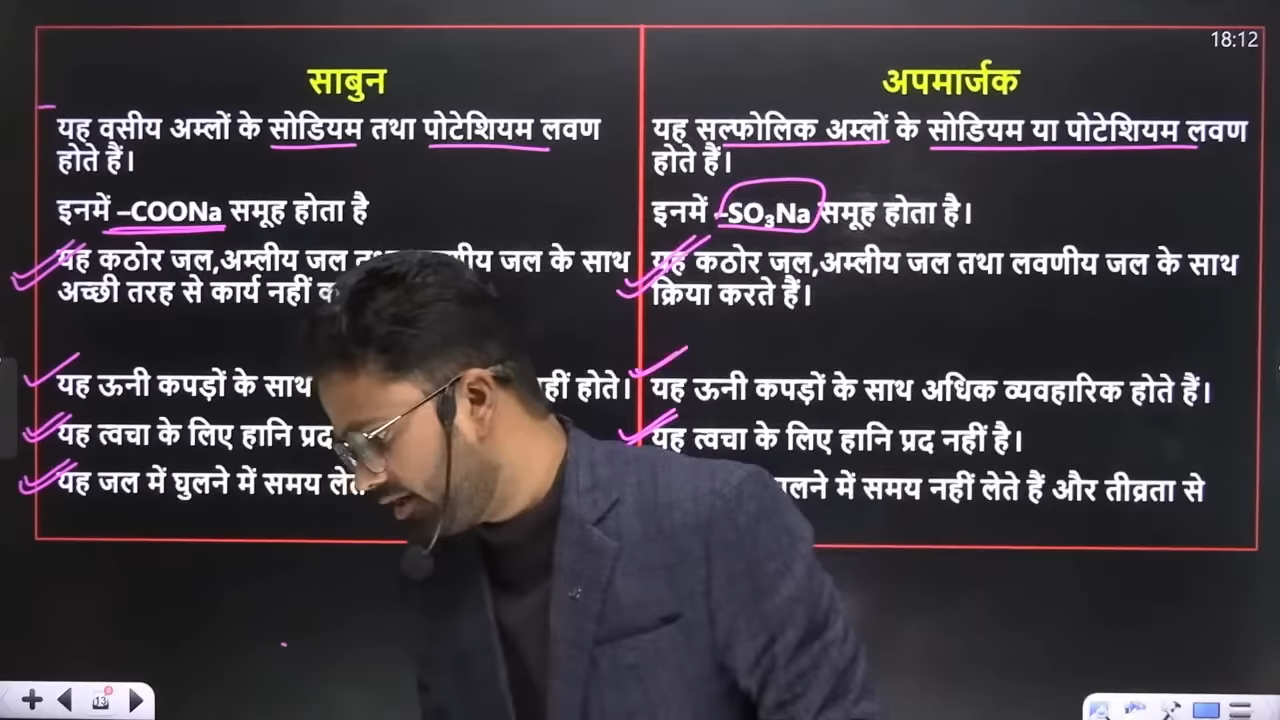 18:12
साबुन
यह वसीय अम्लों के सोडियम तथा पोटेशियम लवण
होते हैं।
इनमें –COONa समूह होता है
यह कठोर जल,अम्लीय जल के साथ
अच्छी तरह से कार्य नहीं
यह ऊनी कपड़ों के साथ होते।
यह त्वचा के लिए हानि प्रद
यह जल में घुलने में समय
अपमार्जक
यह सल्फोलिक अम्लों के सोडियम या पोटेशियम लवण
होते हैं।
इनमें –SO₃Na समूह होता है।
यह कठोर जल,अम्लीय जल तथा लवणीय जल के साथ
क्रिया करते हैं।
यह ऊनी कपड़ों के साथ अधिक व्यवहारिक होते हैं।
यह त्वचा के लिए हानि प्रद नहीं है।
में समय नहीं लेते हैं और तीव्रता से
13